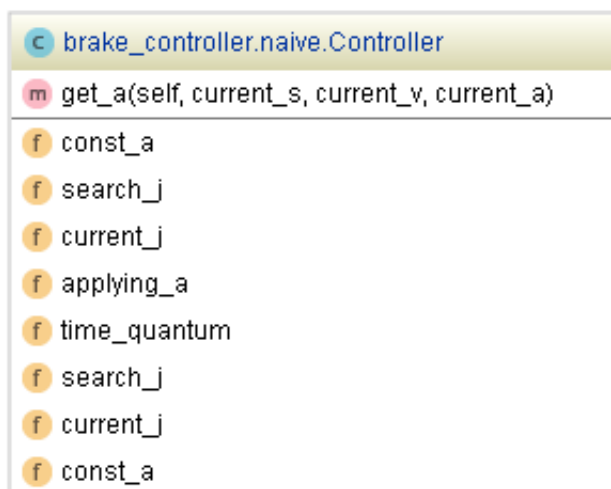 c brake_controller.naive.Controller
m get_a(self, current_s, current_v, current_a)
f const_a
f search_j
f current_j
f applying_a
f time_quantum
f search_j
f current_j
f const_a